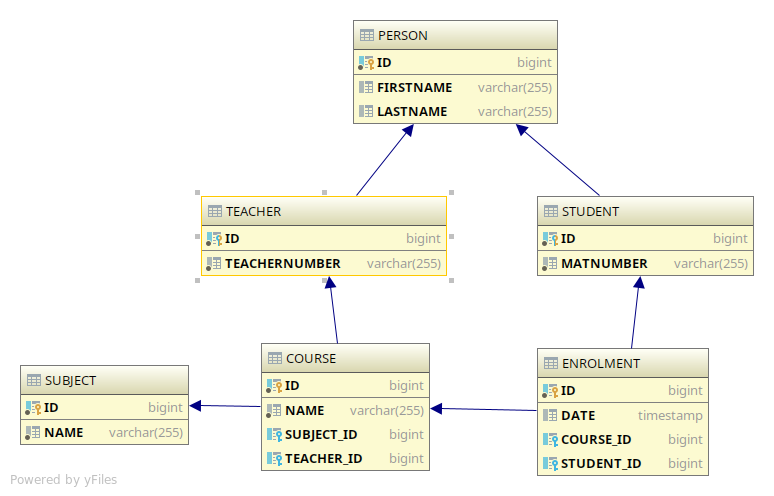 PERSON
ID bigint
FIRSTNAME varchar(255)
LASTNAME varchar(255)
TEACHER
ID bigint
TEACHERNUMBER varchar(255)
STUDENT
ID bigint
MATNUMBER varchar(255)
SUBJECT
ID bigint
NAME varchar(255)
COURSE
ID bigint
NAME varchar(255)
SUBJECT_ID bigint
TEACHER_ID bigint
ENROLMENT
ID bigint
DATE timestamp
COURSE_ID bigint
STUDENT_ID bigint
Powered by yFiles